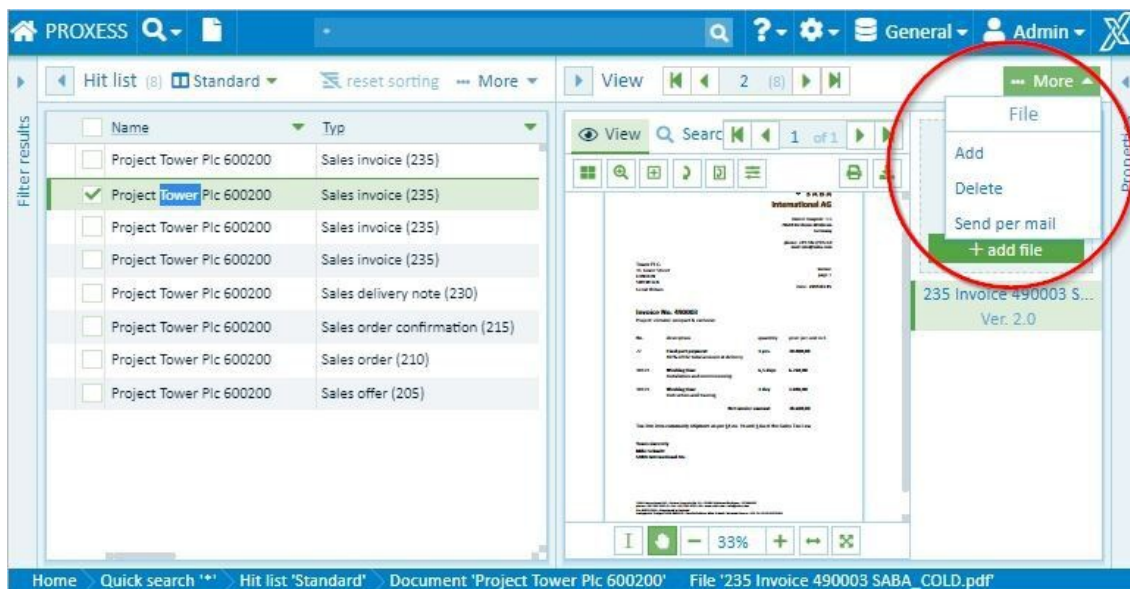 PROXESS
*
General
Admin
Hit list (8) Standard
reset sorting
More
View
2 (8)
More
Filter results
Name
Typ
Project Tower Plc 600200 Sales invoice (235)
Project Tower Plc 600200 Sales invoice (235)
Project Tower Plc 600200 Sales invoice (235)
Project Tower Plc 600200 Sales invoice (235)
Project Tower Plc 600200 Sales delivery note (230)
Project Tower Plc 600200 Sales order confirmation (215)
Project Tower Plc 600200 Sales order (210)
Project Tower Plc 600200 Sales offer (205)
View
Searc
1 of 1
SABA
International AG
Invoice No. 490003
33%
File
Add
Delete
Send per mail
+ add file
235 Invoice 490003 S...
Ver. 2.0
Home Quick search '*' Hit list 'Standard' Document 'Project Tower Plc 600200' File '235 Invoice 490003 SABA_COLD.pdf'